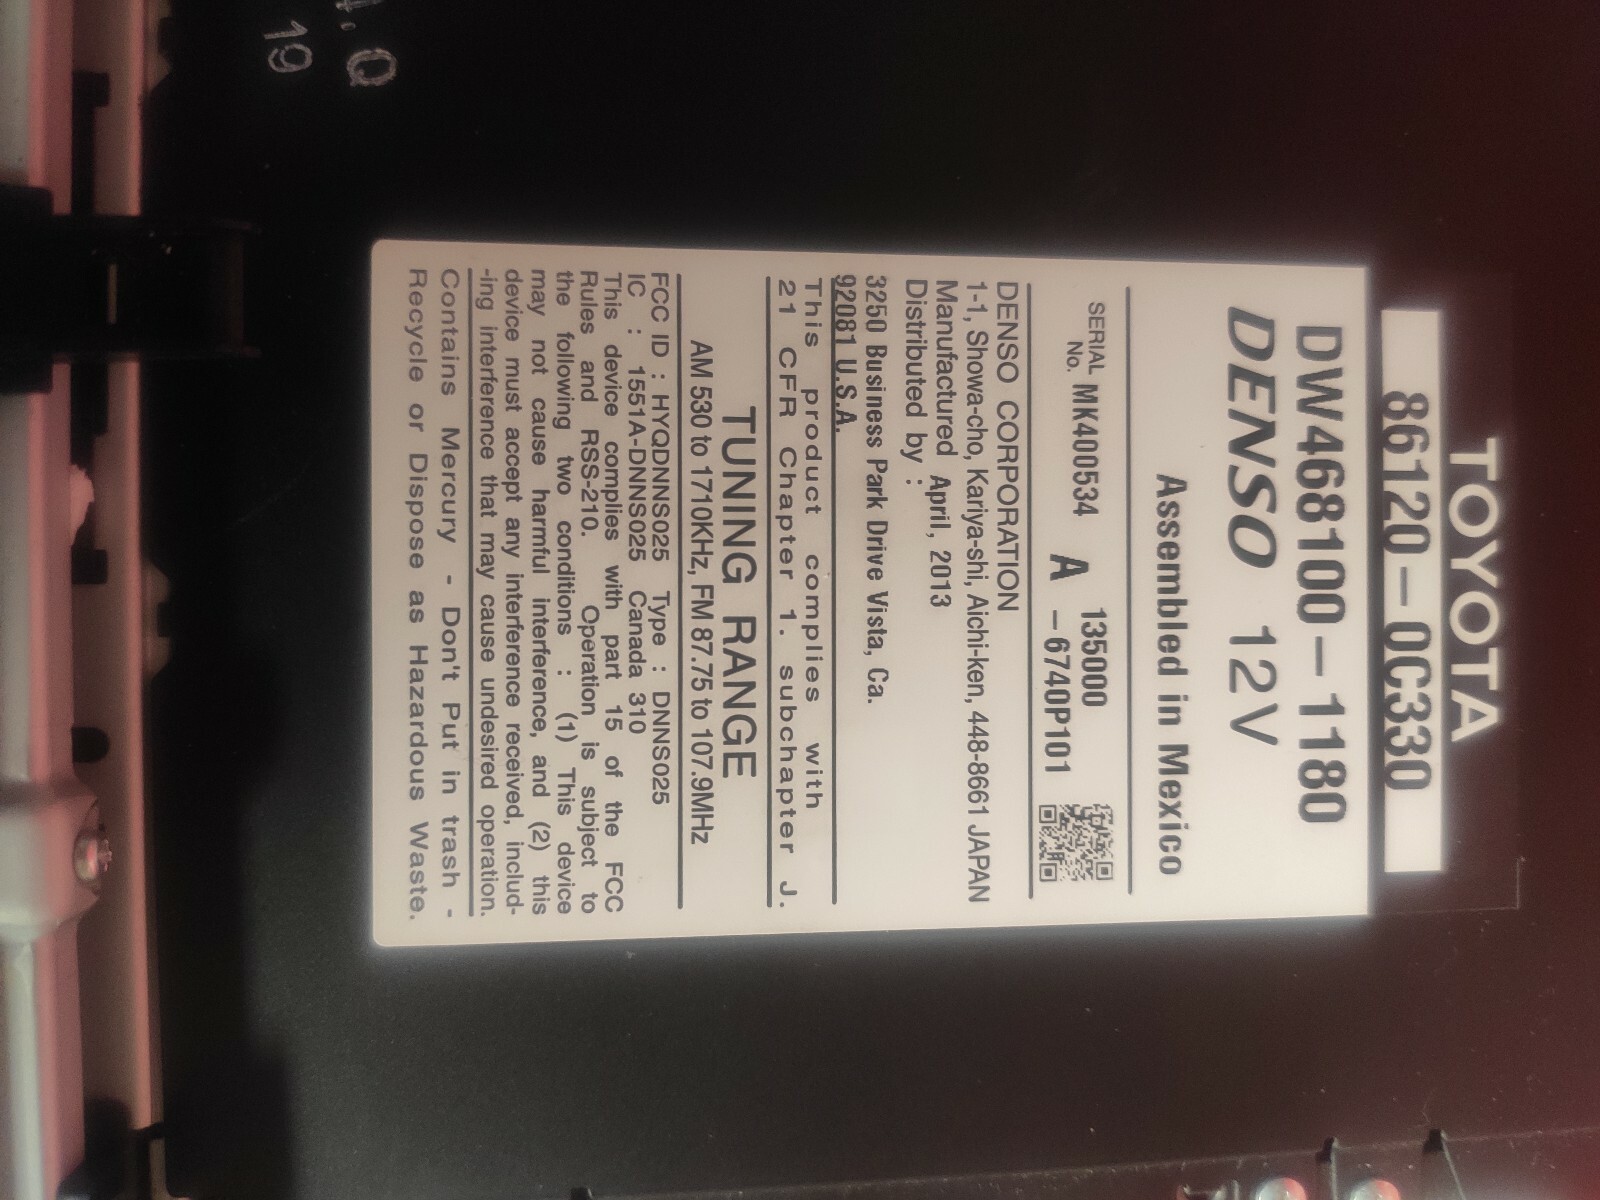 TOYOTA
86120-0C330
DW468100-1180
DENSO 12V
Assembled in Mexico
SERIAL No. MK400534 A 135000
-6740P101
DENSO CORPORATION
1-1, Showa-cho, Kariya-shi, Aichi-ken, 448-8661 JAPAN
Manufactured April, 2013
Distributed by :
3250 Business Park Drive Vista, Ca.
92081 U.S.A.
This product complies with
21 CFR Chapter 1. subchapter J.
TUNING RANGE
AM 530 to 1710KHz, FM 87.75 to 107.9MHz
FCC ID : HYQDNNS025 Type : DNNS025
IC : 1551A-DNNS025 Canada 310
This device complies with part 15 of the FCC
Rules and RSS-210. Operation is subject to
the following two conditions : (1) This device
may not cause harmful interference, and (2) this
device must accept any interference received, includ-
-ing interference that may cause undesired operation.
Contains Mercury - Don't Put in trash -
Recycle or Dispose as Hazardous Waste.
Q
19